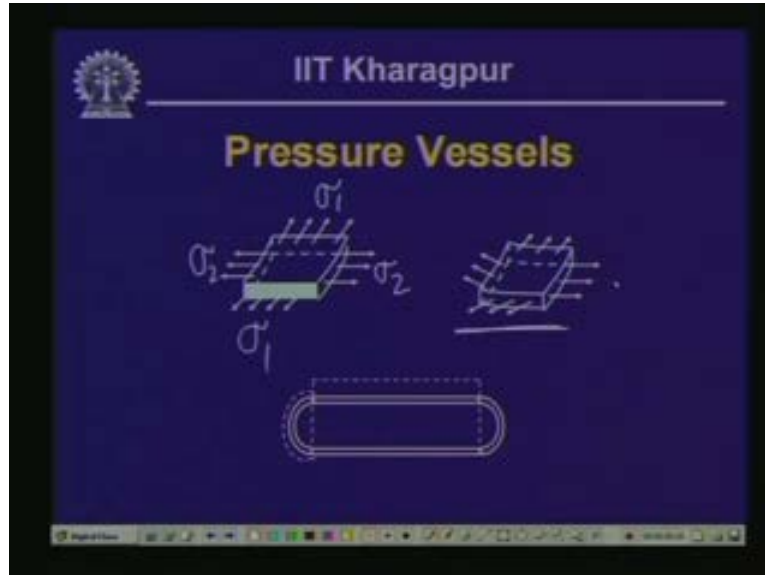 IIT Kharagpur
Pressure Vessels
σ₁
σ₂
σ₂
σ₁